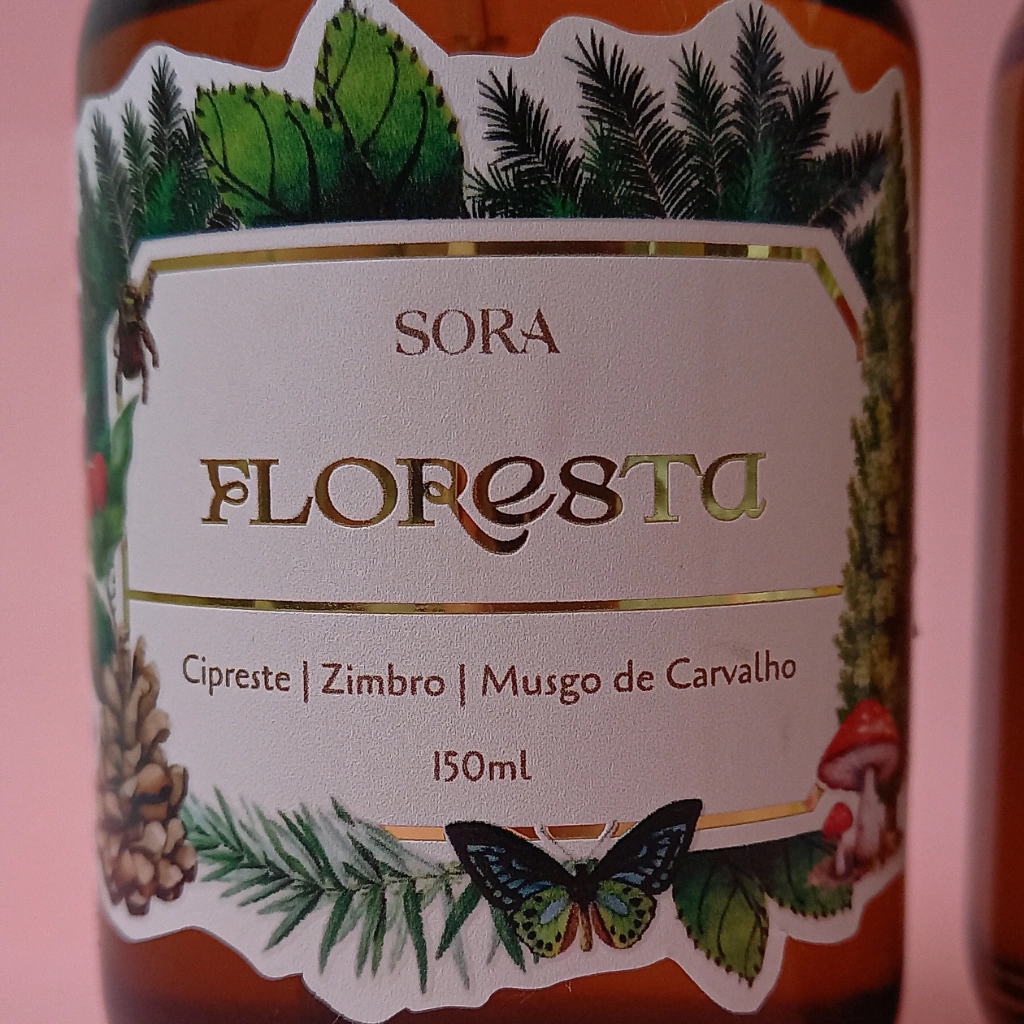 SORA
FLOResTa
Cipreste | Zimbro | Musgo de Carvalho
150ml